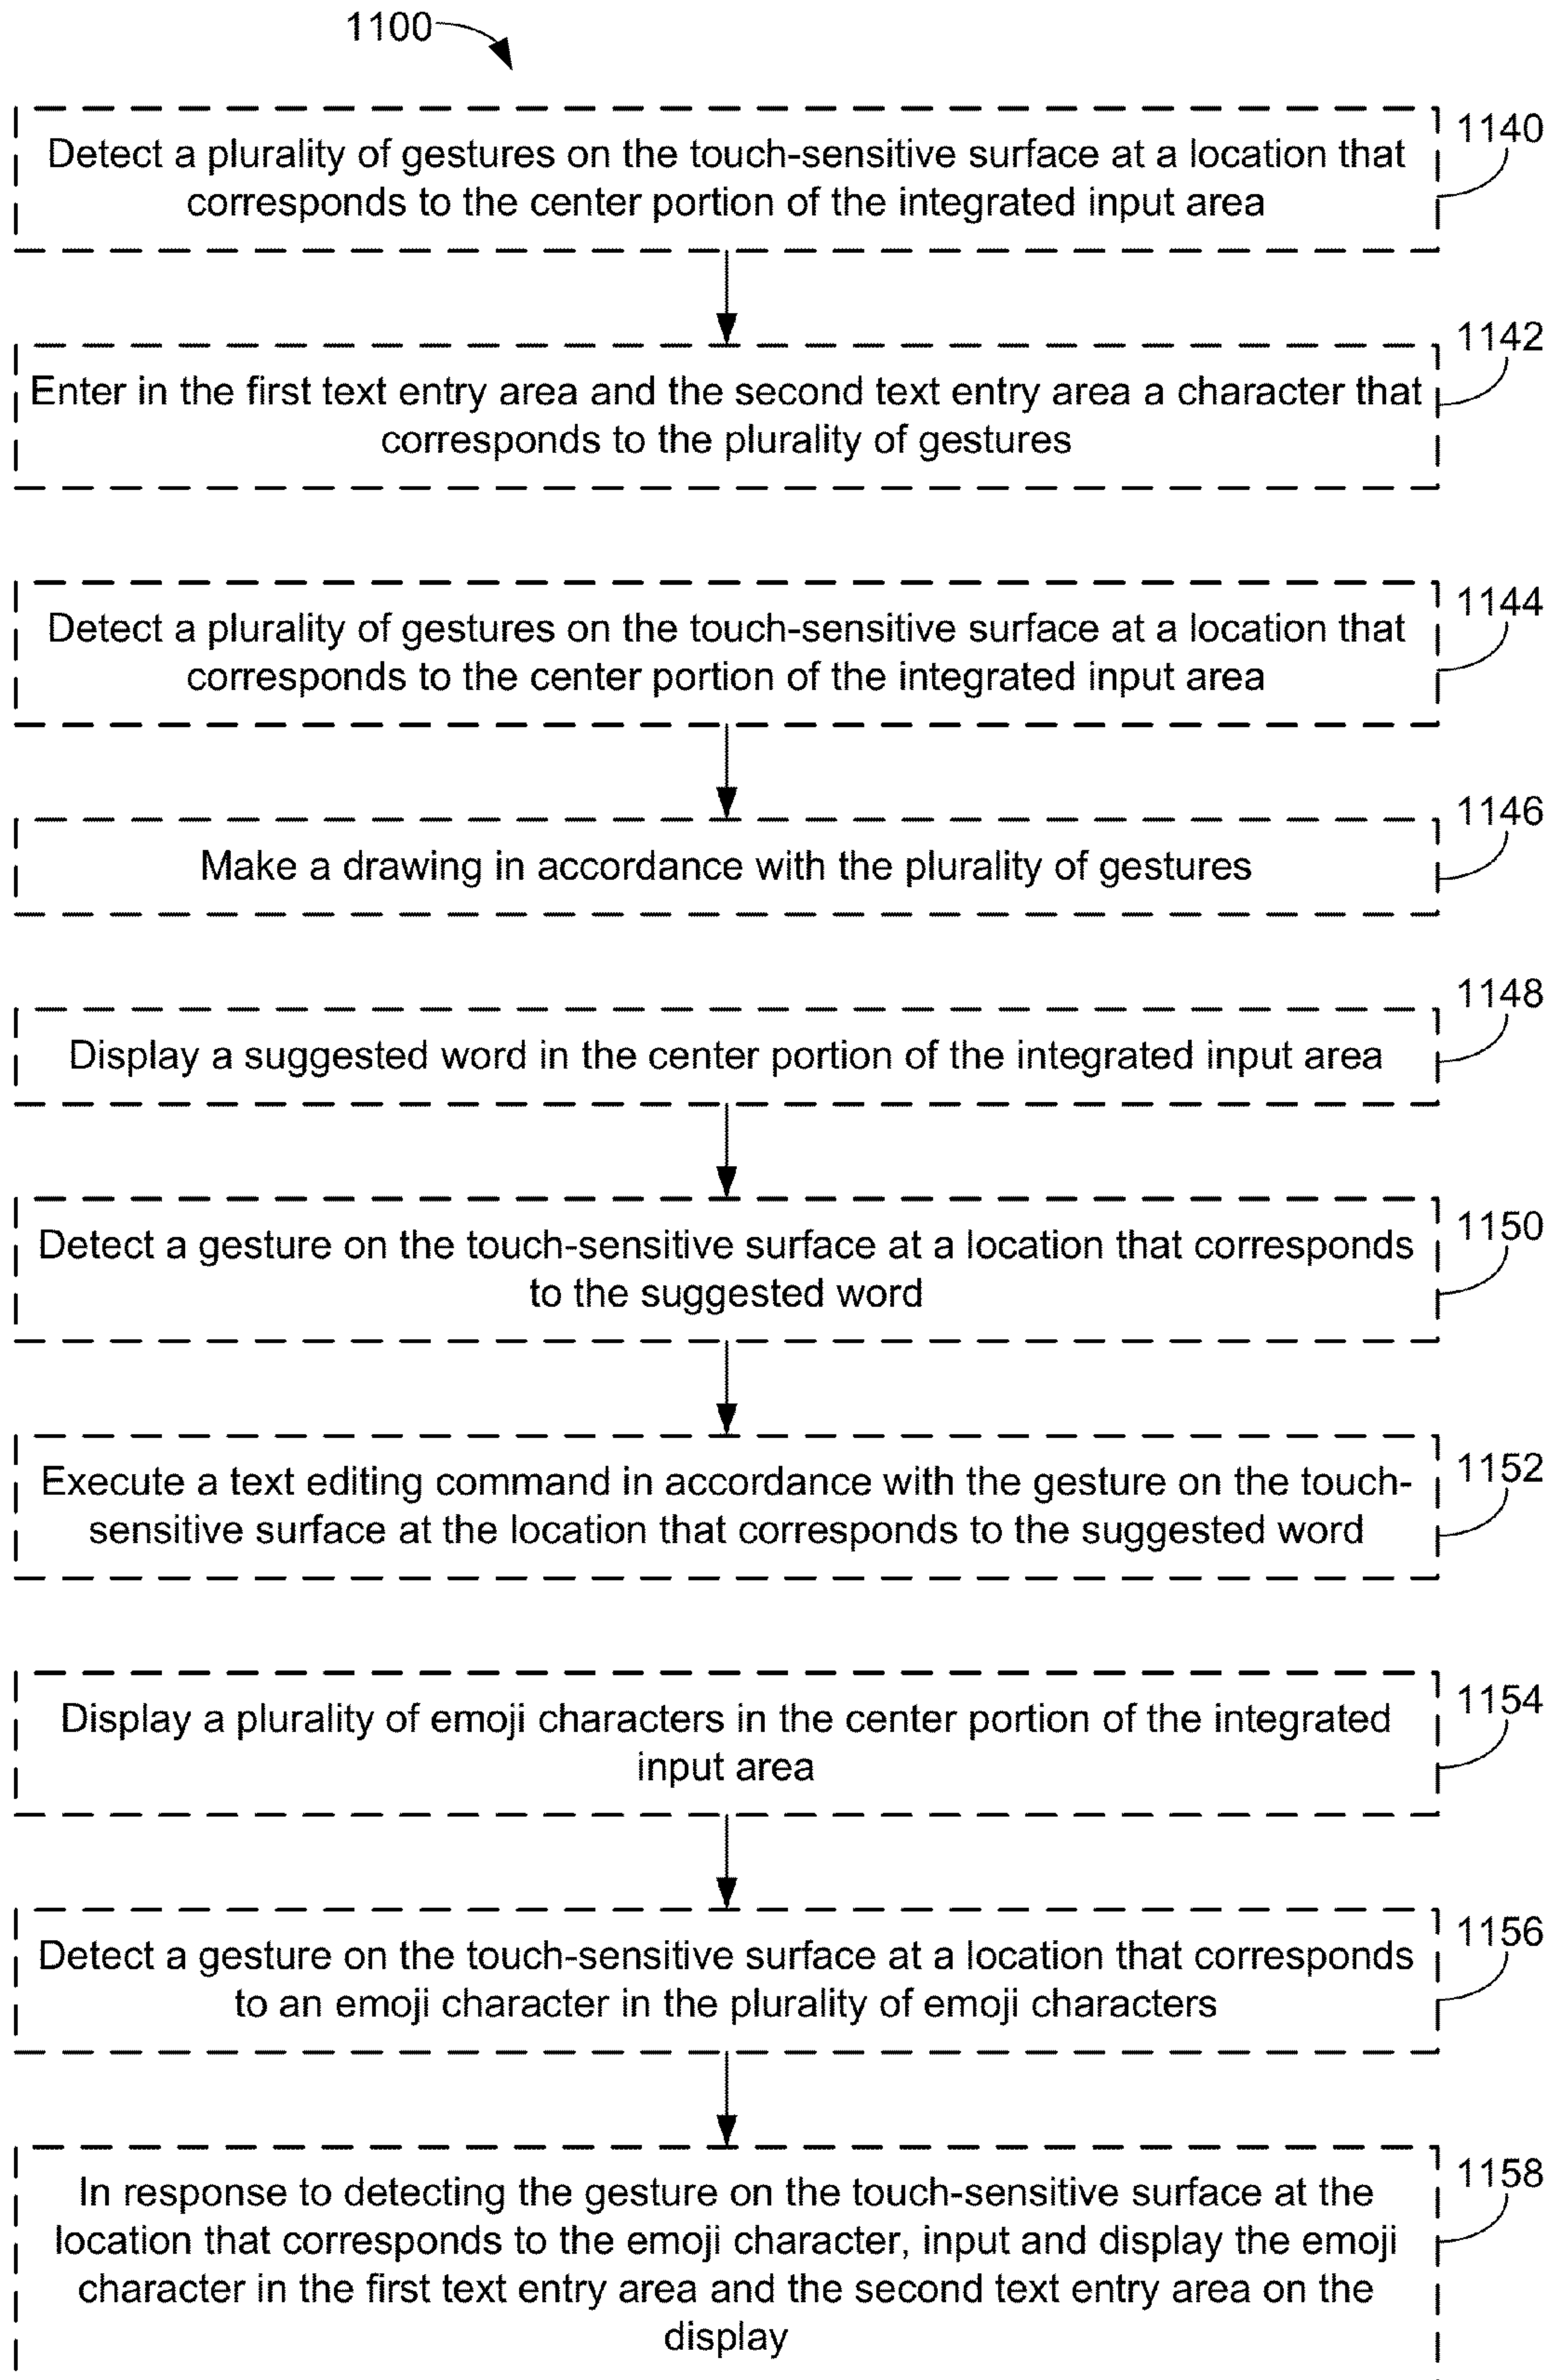 1100
1140
Detect a plurality of gestures on the touch-sensitive surface at a location that
corresponds to the center portion of the integrated input area
1142
Enter in the first text entry area and the second text entry area a character that
corresponds to the plurality of gestures
1144
Detect a plurality of gestures on the touch-sensitive surface at a location that
corresponds to the center portion of the integrated input area
1146
Make a drawing in accordance with the plurality of gestures
1148
Display a suggested word in the center portion of the integrated input area
1150
Detect a gesture on the touch-sensitive surface at a location that corresponds
to the suggested word
1152
Execute a text editing command in accordance with the gesture on the touch-
sensitive surface at the location that corresponds to the suggested word
1154
Display a plurality of emoji characters in the center portion of the integrated
input area
1156
Detect a gesture on the touch-sensitive surface at a location that corresponds
to an emoji character in the plurality of emoji characters
1158
In response to detecting the gesture on the touch-sensitive surface at the
location that corresponds to the emoji character, input and display the emoji
character in the first text entry area and the second text entry area on the
display